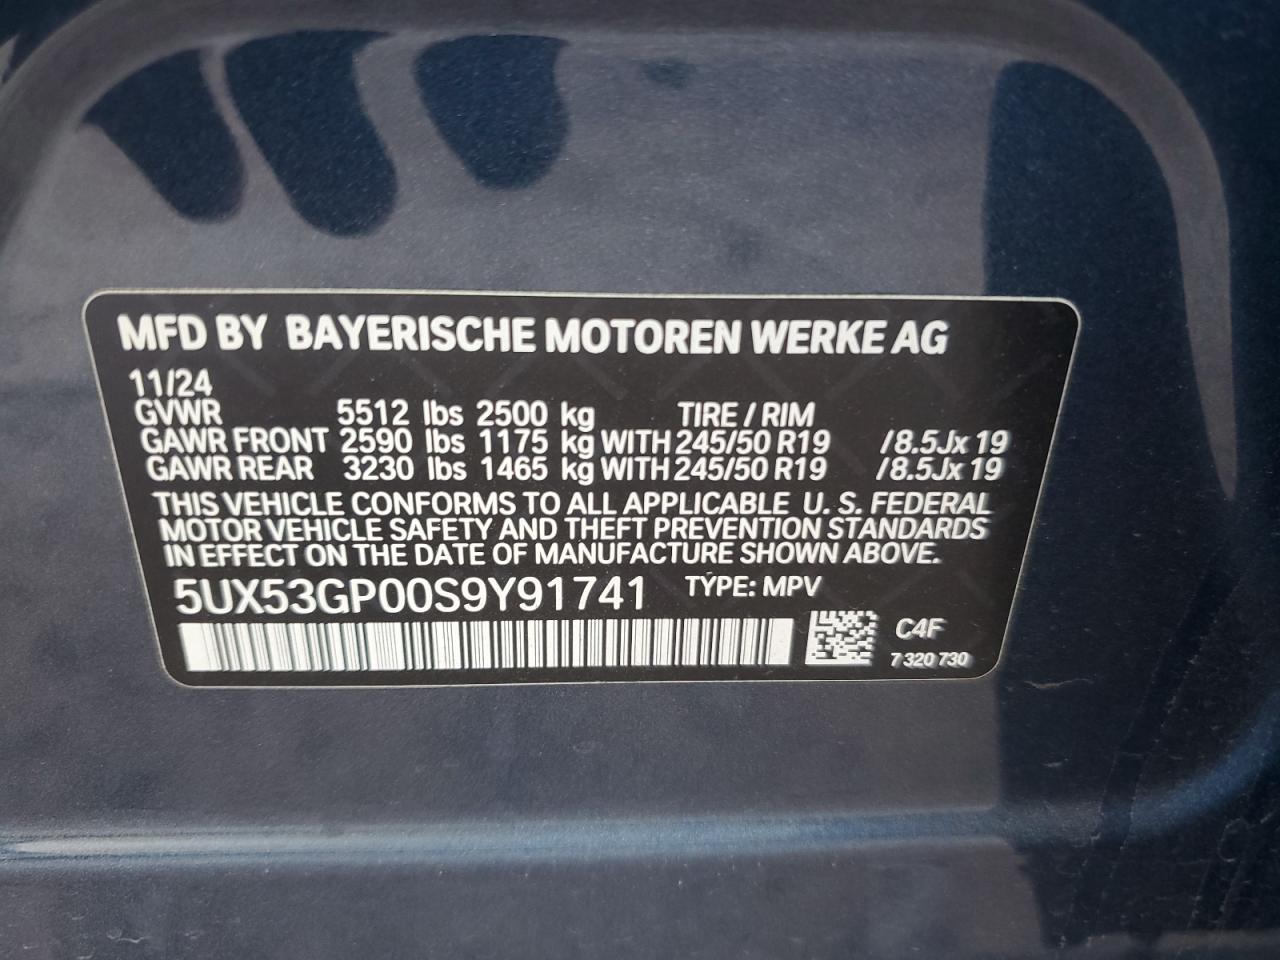 MFD BY BAYERISCHE MOTOREN WERKE AG
11/24
GVWR 5512 lbs 2500 kg TIRE / RIM
GAWR FRONT 2590 lbs 1175 kg WITH 245/50 R19 /8.5Jx 19
GAWR REAR 3230 lbs 1465 kg WITH 245/50 R19 /8.5Jx 19
THIS VEHICLE CONFORMS TO ALL APPLICABLE U. S. FEDERAL
MOTOR VEHICLE SAFETY AND THEFT PREVENTION STANDARDS
IN EFFECT ON THE DATE OF MANUFACTURE SHOWN ABOVE.
5UX53GP00S9Y91741 TYPE: MPV
C4F
7 320 730